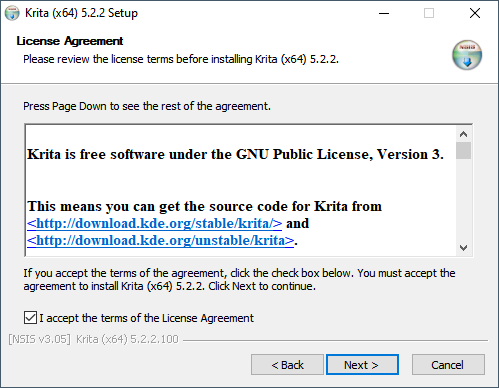 Krita (x64) 5.2.2 Setup
License Agreement
Please review the license terms before installing Krita (x64) 5.2.2.
NSIS
Press Page Down to see the rest of the agreement.
Krita is free software under the GNU Public License, Version 3.
This means you can get the source code for Krita from
<http://download.kde.org/stable/krita/> and
<http://download.kde.org/unstable/krita>.
If you accept the terms of the agreement, click the check box below. You must accept the
agreement to install Krita (x64) 5.2.2. Click Next to continue.
I accept the terms of the License Agreement
[NSIS v3.05] Krita (x64) 5.2.2.100
< Back
Next >
Cancel